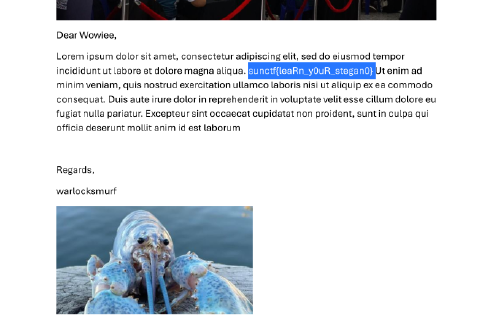 Dear Wowiee,
Lorem ipsum dolor sit amet, consectetur adipiscing elit, sed do eiusmod tempor
incididunt ut labore et dolore magna aliqua. sunctf{leaRn_y0uR_stegan0} Ut enim ad
minim veniam, quis nostrud exercitation ullamco laboris nisi ut aliquip ex ea commodo
consequat. Duis aute irure dolor in reprehenderit in voluptate velit esse cillum dolore eu
fugiat nulla pariatur. Excepteur sint occaecat cupidatat non proident, sunt in culpa qui
officia deserunt mollit anim id est laborum
Regards,
warlocksmurf